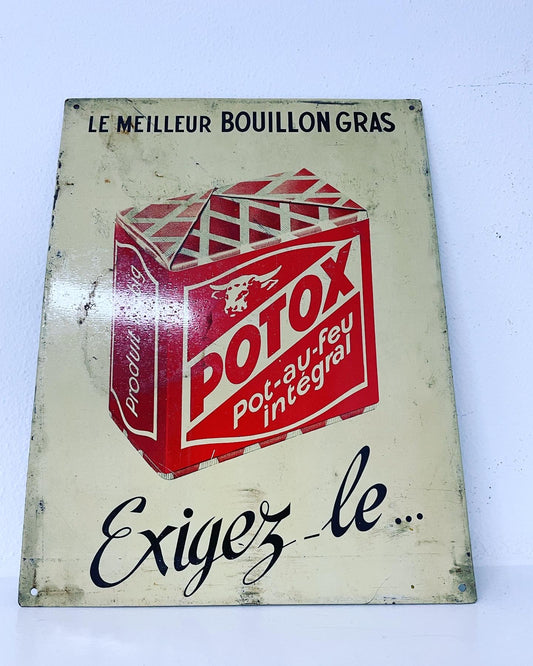 LE MEILLEUR BOUILLON GRAS
POTOX
pot-au-feu
intégral
Produit
Exigez-le...